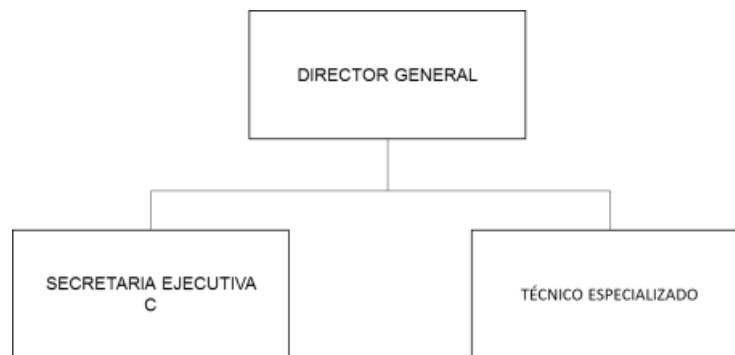 DIRECTOR GENERAL
SECRETARIA EJECUTIVA
C
TÉCNICO ESPECIALIZADO